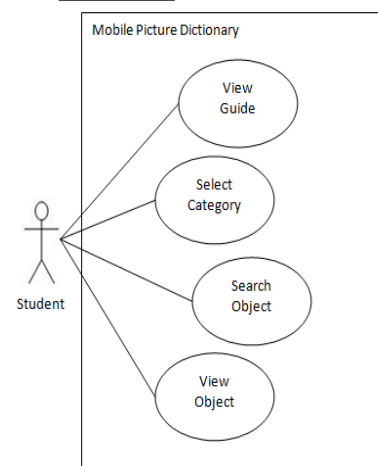 Mobile Picture Dictionary
View
Guide
Select
Category
Search
Object
Student
View
Object